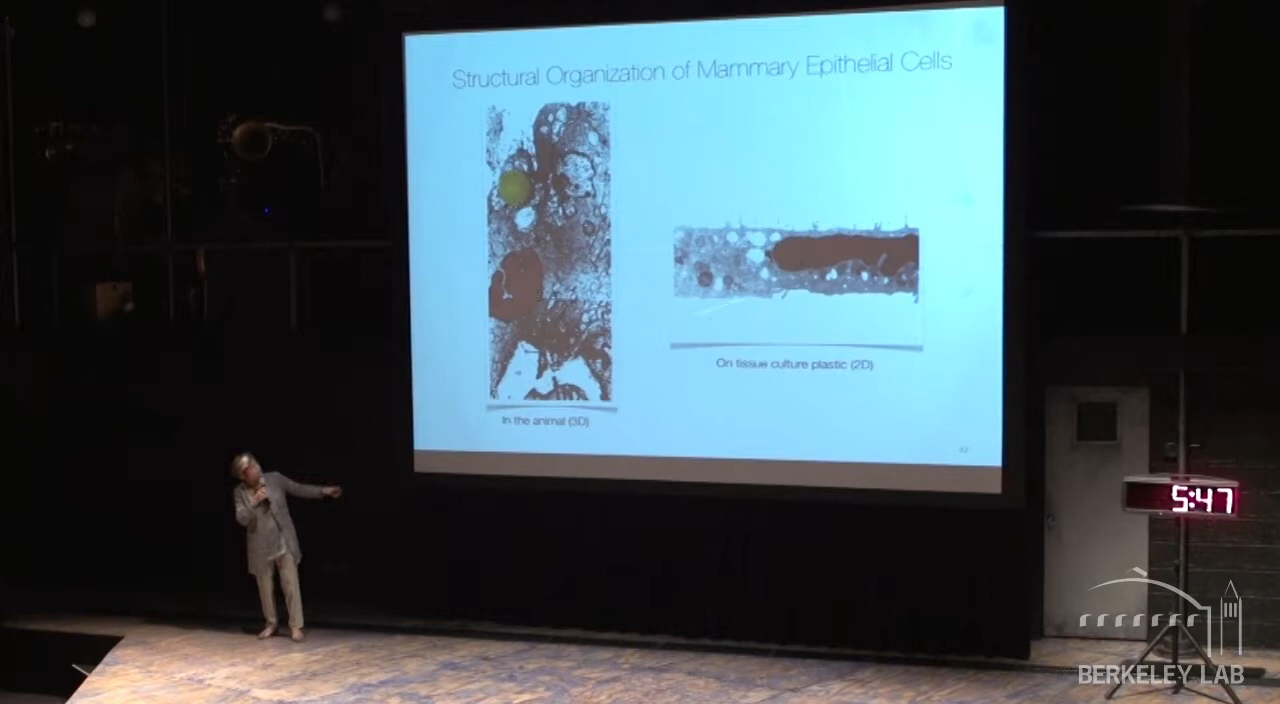 Structural Organization of Mammary Epithelial Cells
On tissue culture plastic (2D)
In the animal (3D)
5:47
BERKELEY LAB